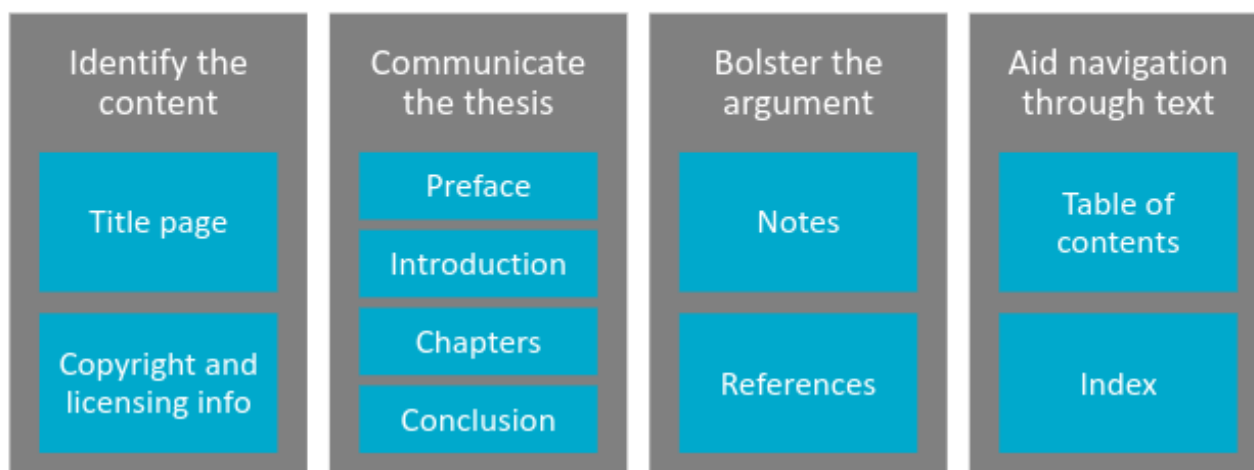 Identify the
content
Title page
Copyright and
licensing info
Communicate
the thesis
Preface
Introduction
Chapters
Conclusion
Bolster the
argument
Notes
References
Aid navigation
through text
Table of
contents
Index